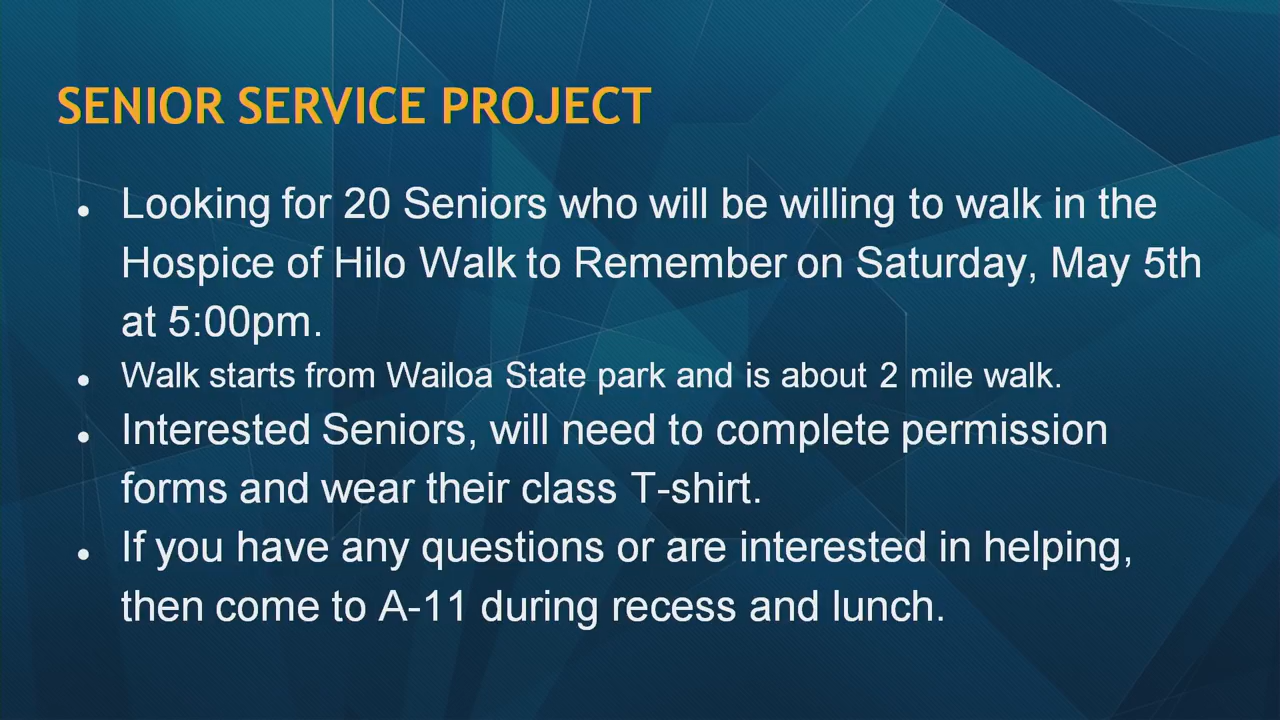 SENIOR SERVICE PROJECT
● Looking for 20 Seniors who will be willing to walk in the
Hospice of Hilo Walk to Remember on Saturday, May 5th
at 5:00pm.
● Walk starts from Wailoa State park and is about 2 mile walk.
● Interested Seniors, will need to complete permission
forms and wear their class T-shirt.
● If you have any questions or are interested in helping,
then come to A-11 during recess and lunch.